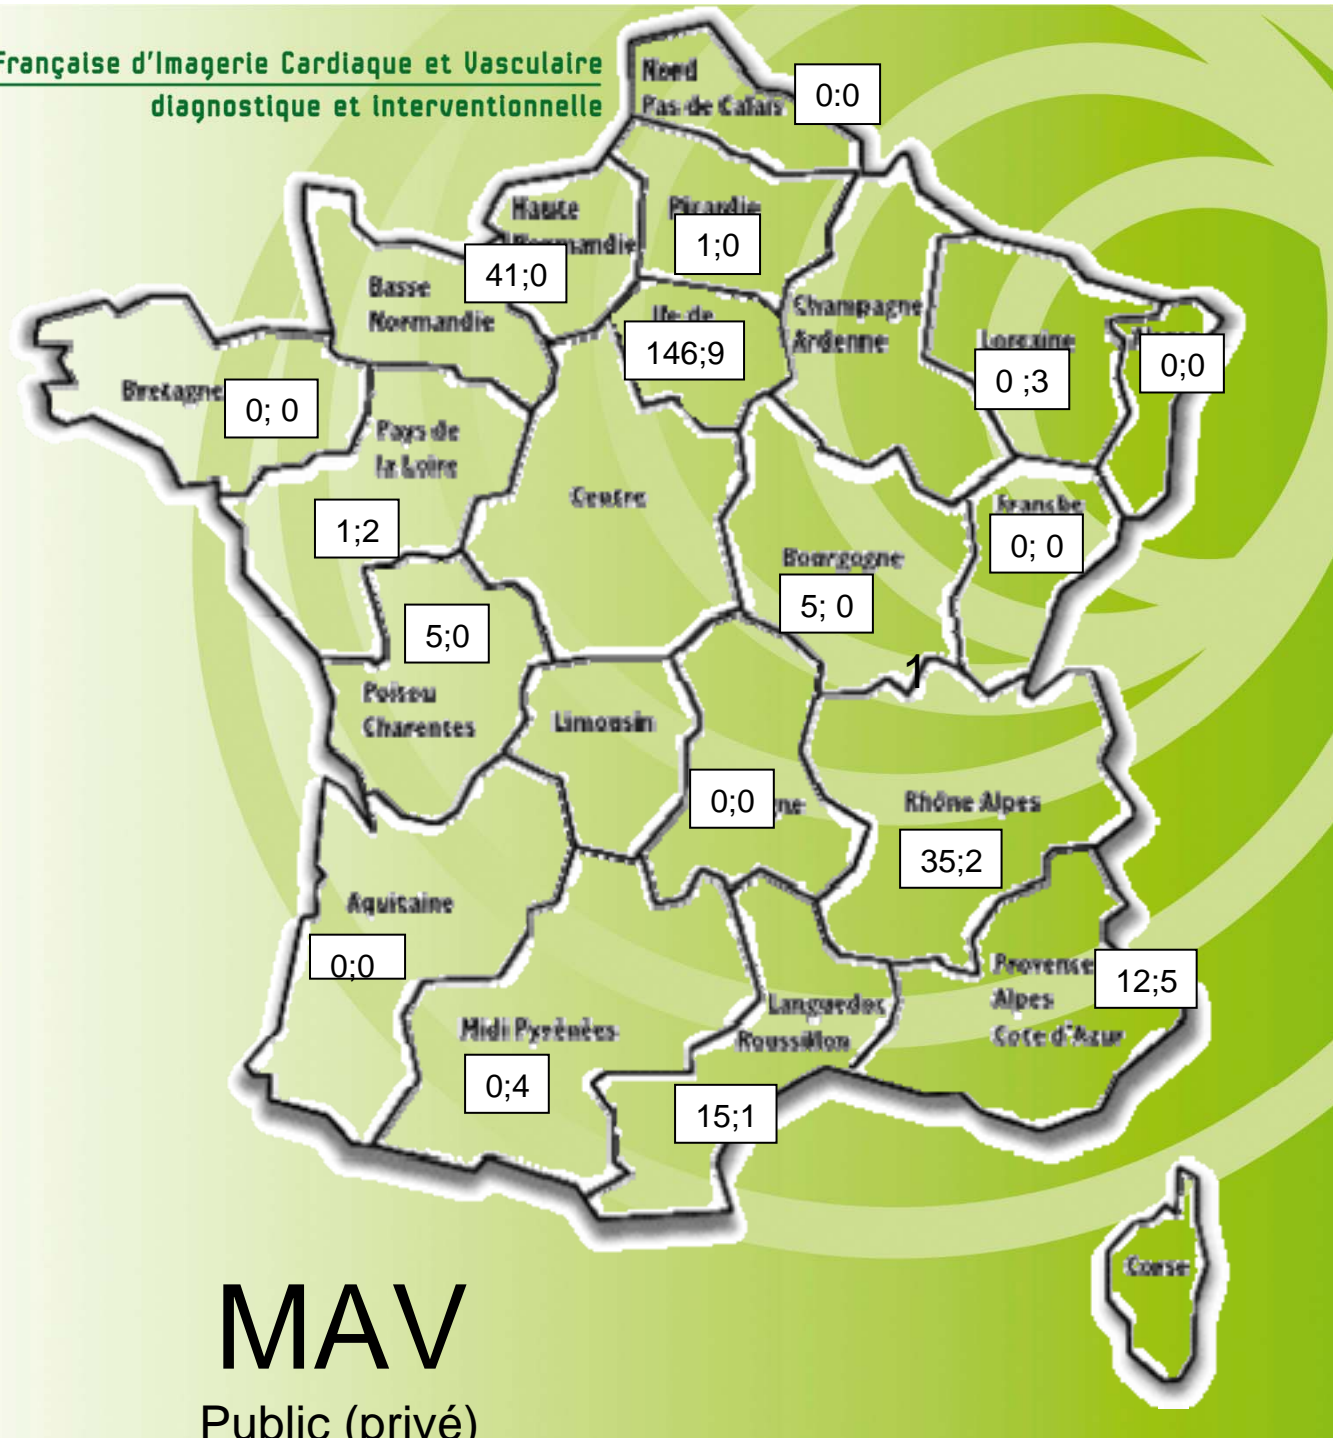 Française d'Imagerie Cardiaque et Vasculaire
diagnostique et interventionnelle
Nord
Pas de Calais
0:0
Haute
Normandie
41;0
Picardie
1;0
Basse
Normandie
Ile de
146;9
Champagne
Ardenne
Lorraine
0 ;3
0;0
Bretagne
0; 0
Pays de
la Loire
1;2
Centre
Franche
0; 0
Bourgogne
5; 0
1
5;0
Poitou
Charentes
Limousin
0;0
Rhône Alpes
35;2
Aquitaine
0;0
Provence
Alpes
Cote d'Azur
12;5
Midi Pyrénées
0;4
Languedoc
Roussillon
15;1
Corse
MAV
Public (privé)